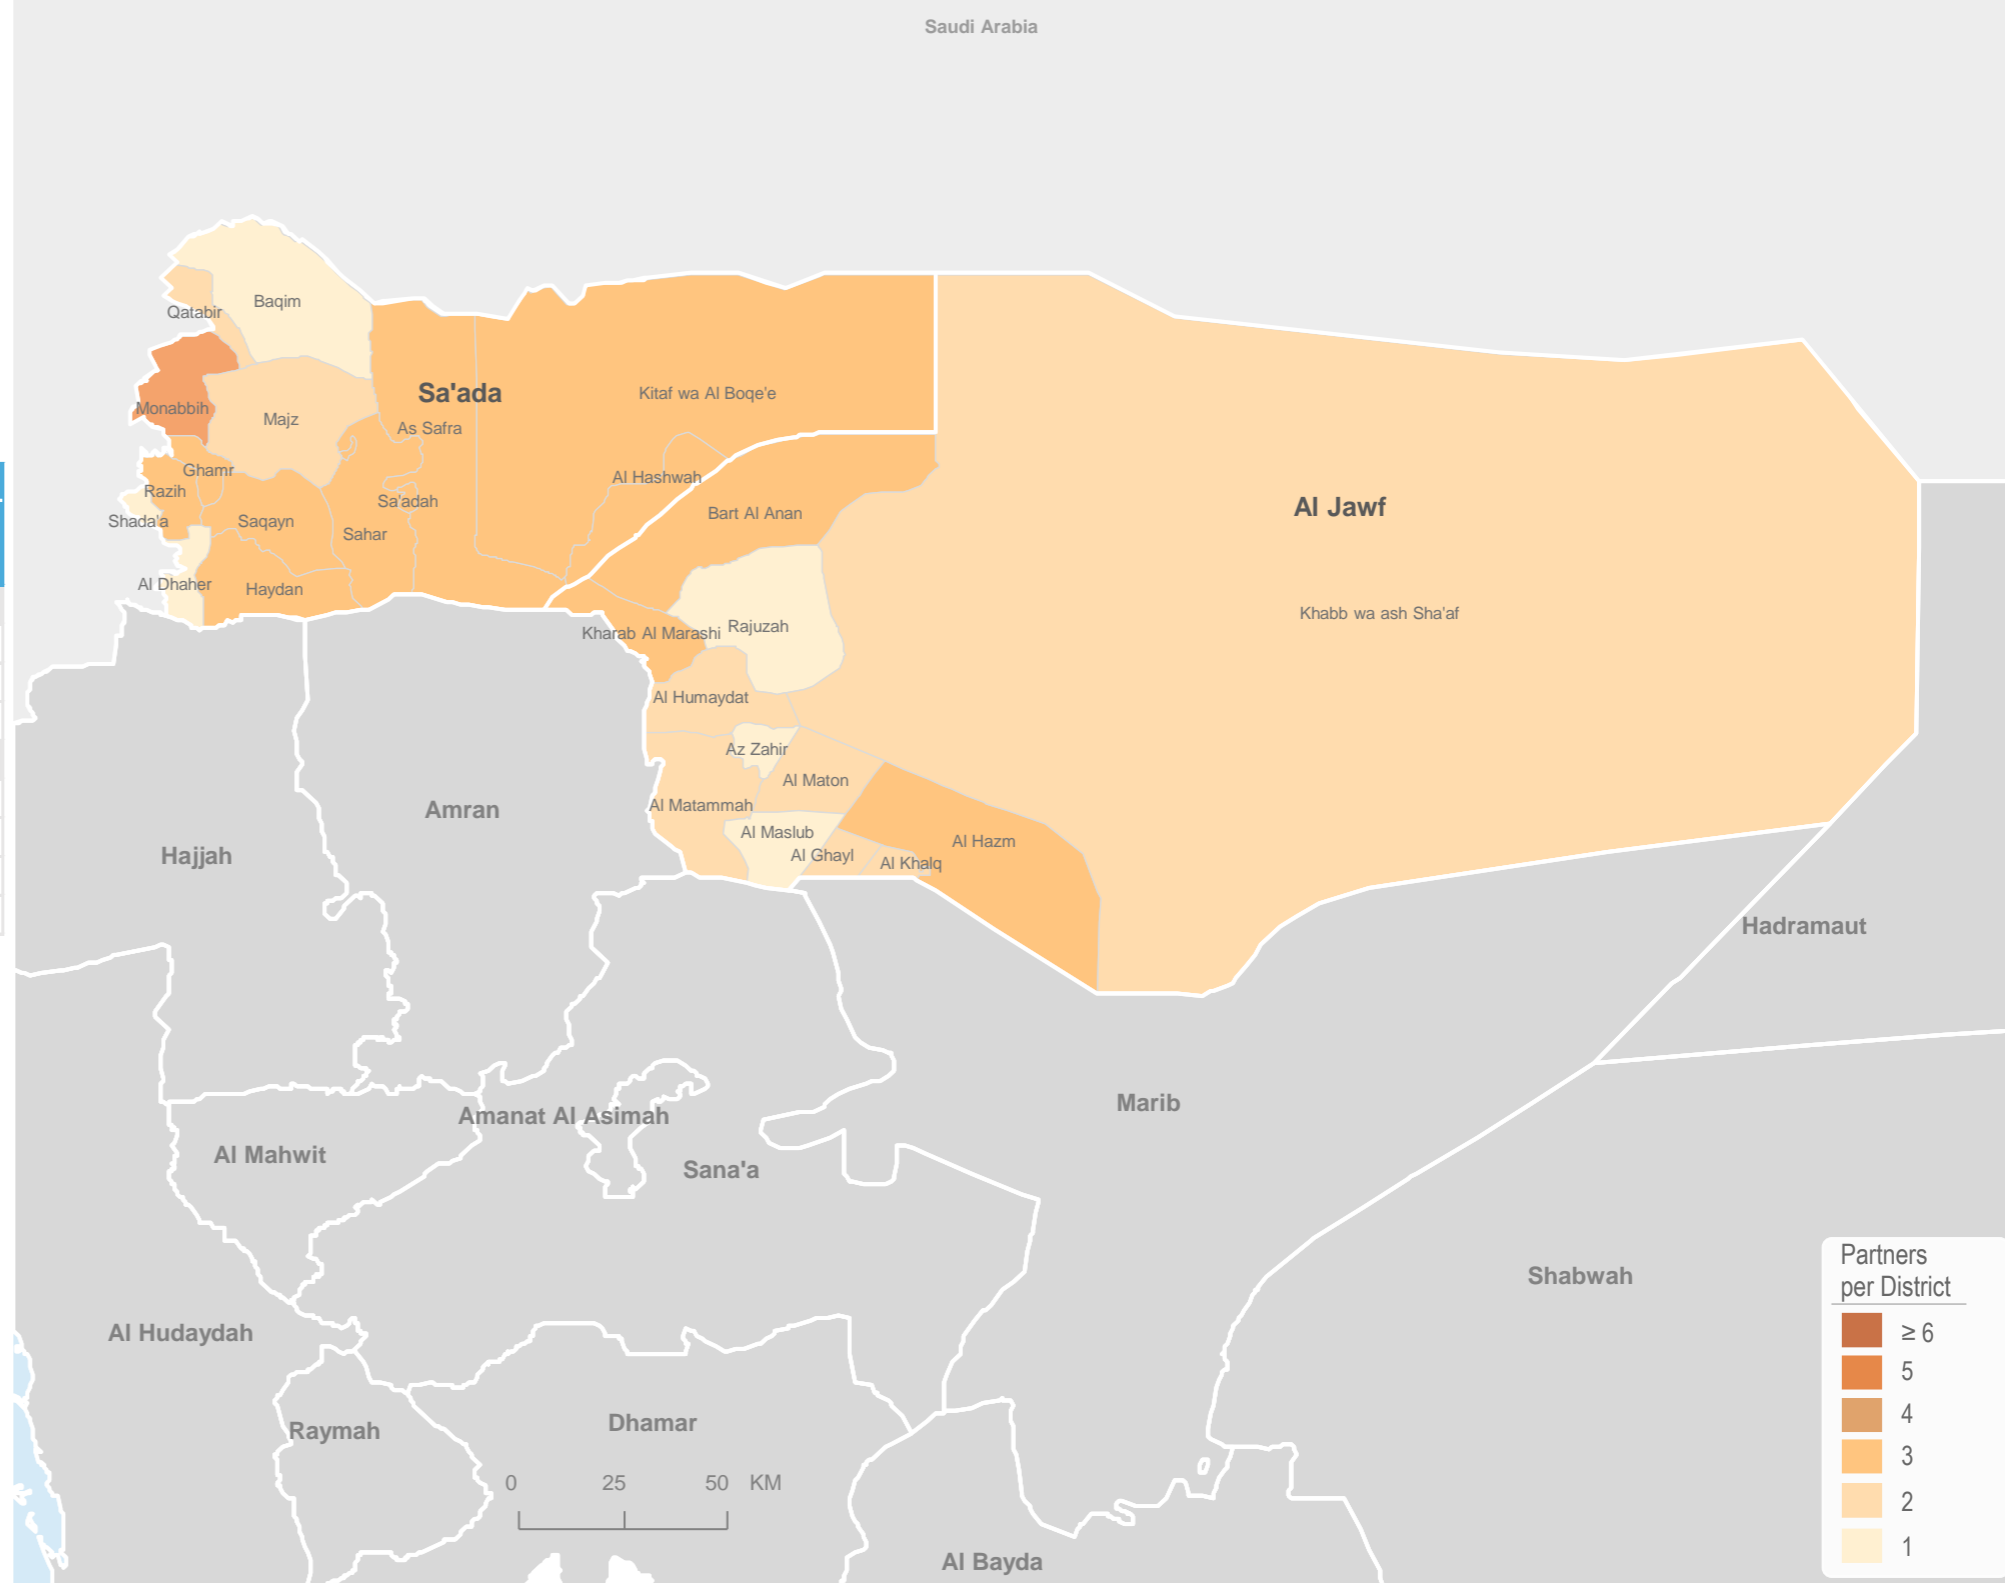 Saudi Arabia
Baqim
Qatabir
Sa'ada
Kitaf wa Al Boqe'e
Monabbih
Majz
As Safra
Ghamr
Al Hashwah
Razih
Sa'adah
Al Jawf
Shada'a
Saqayn
Bart Al Anan
Sahar
Al Dhaher
Haydan
Khabb wa ash Sha'af
Kharab Al Marashi
Rajuzah
Al Humaydat
Az Zahir
Al Maton
Al Matammah
Amran
Al Maslub
Al Hazm
Hajjah
Al Ghayl
Al Khalq
Hadramaut
Marib
Amanat Al Asimah
Al Mahwit
Sana'a
Shabwah
Al Hudaydah
Dhamar
Raymah
0 25 50 KM
Al Bayda
Partners
per District
≥ 6
5
4
3
2
1